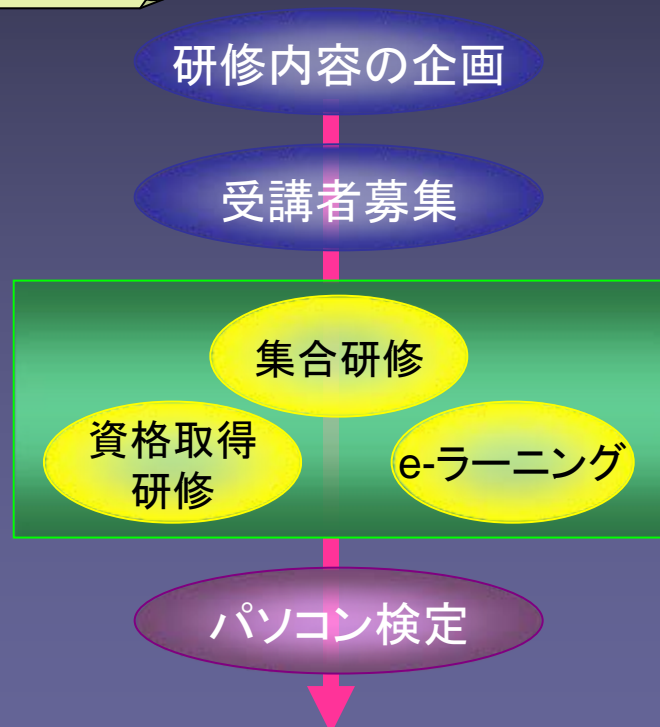 研修内容の企画
受講者募集
集合研修
資格取得
研修
e-ラーニング
パソコン検定